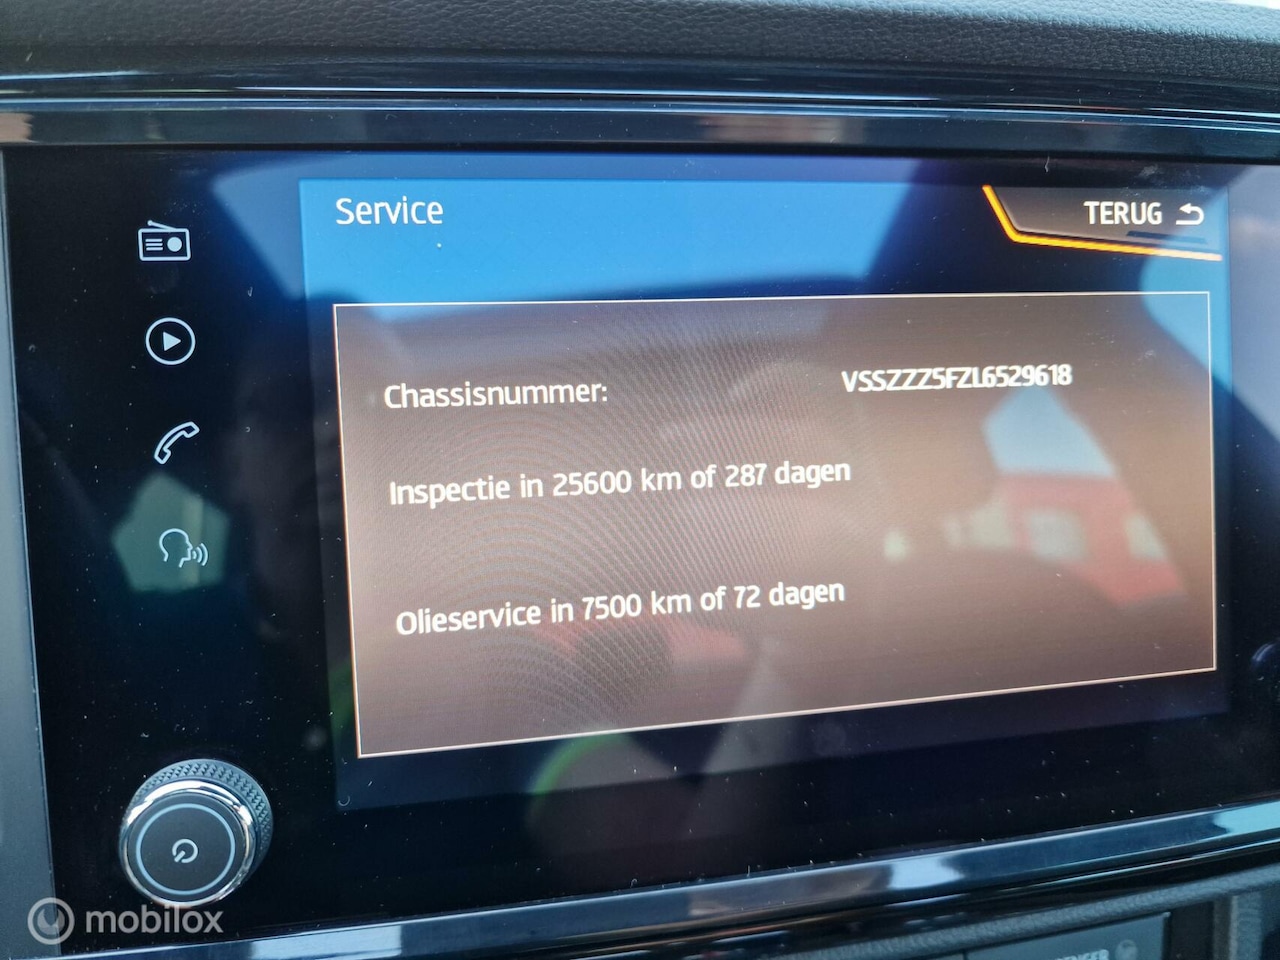 Service
TERUG
Chassisnummer: VSSZZZ5FZL6529618
Inspectie in 25600 km of 287 dagen
Olieservice in 7500 km of 72 dagen
mobilox